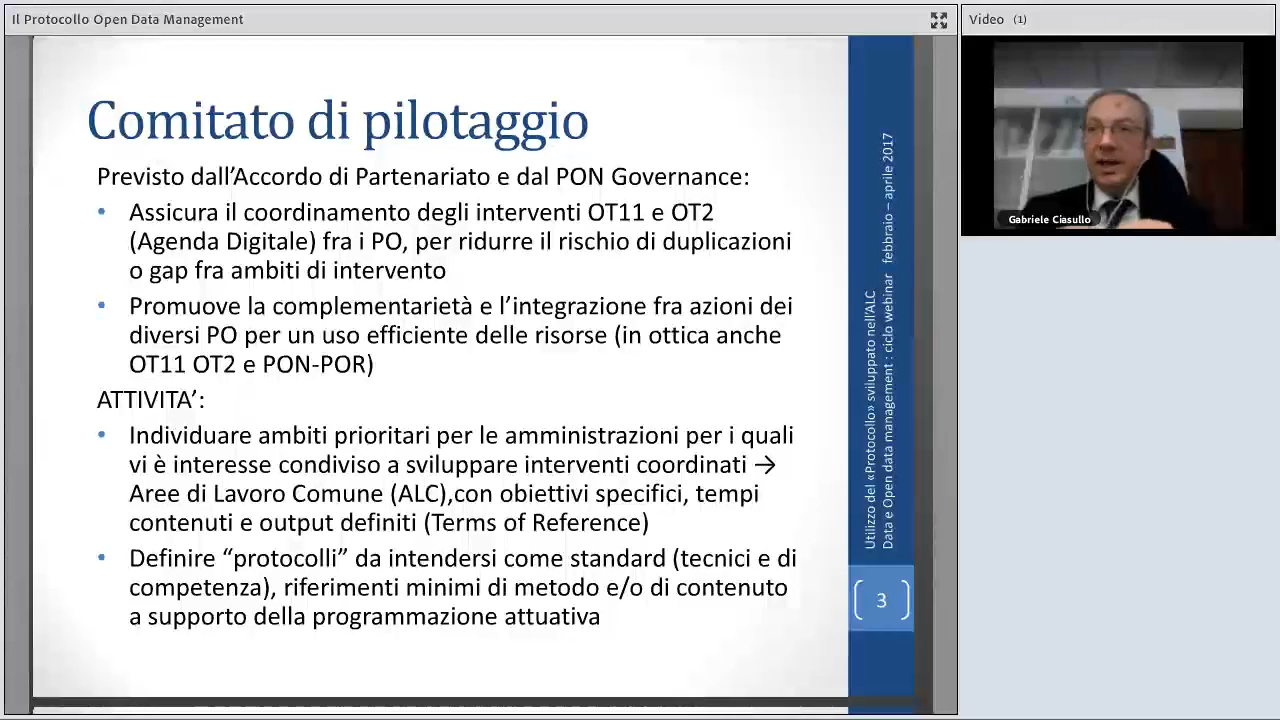 Il Protocollo Open Data Management
Comitato di pilotaggio
Previsto dall’Accordo di Partenariato e dal PON Governance:
• Assicura il coordinamento degli interventi OT11 e OT2
(Agenda Digitale) fra i PO, per ridurre il rischio di duplicazioni
o gap fra ambiti di intervento
• Promuove la complementarietà e l’integrazione fra azioni dei
diversi PO per un uso efficiente delle risorse (in ottica anche
OT11 OT2 e PON-POR)
ATTIVITA’:
• Individuare ambiti prioritari per le amministrazioni per i quali
vi è interesse condiviso a sviluppare interventi coordinati →
Aree di Lavoro Comune (ALC),con obiettivi specifici, tempi
contenuti e output definiti (Terms of Reference)
• Definire “protocolli” da intendersi come standard (tecnici e di
competenza), riferimenti minimi di metodo e/o di contenuto
a supporto della programmazione attuativa
Utilizzo del «Protocollo» sviluppato nell’ALC
Data e Open data management : ciclo webinar febbraio – aprile 2017
3
Video (1)
Gabriele Ciasullo